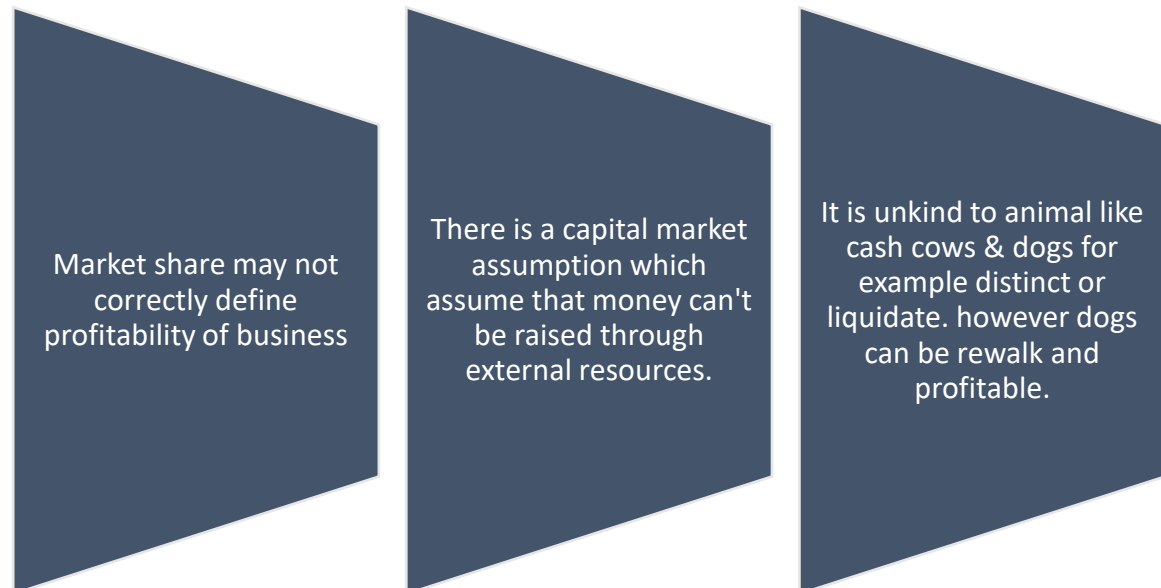 Market share may not
correctly define
profitability of business
There is a capital market
assumption which
assume that money can't
be raised through
external resources.
It is unkind to animal like
cash cows & dogs for
example distinct or
liquidate. however dogs
can be rewalk and
profitable.